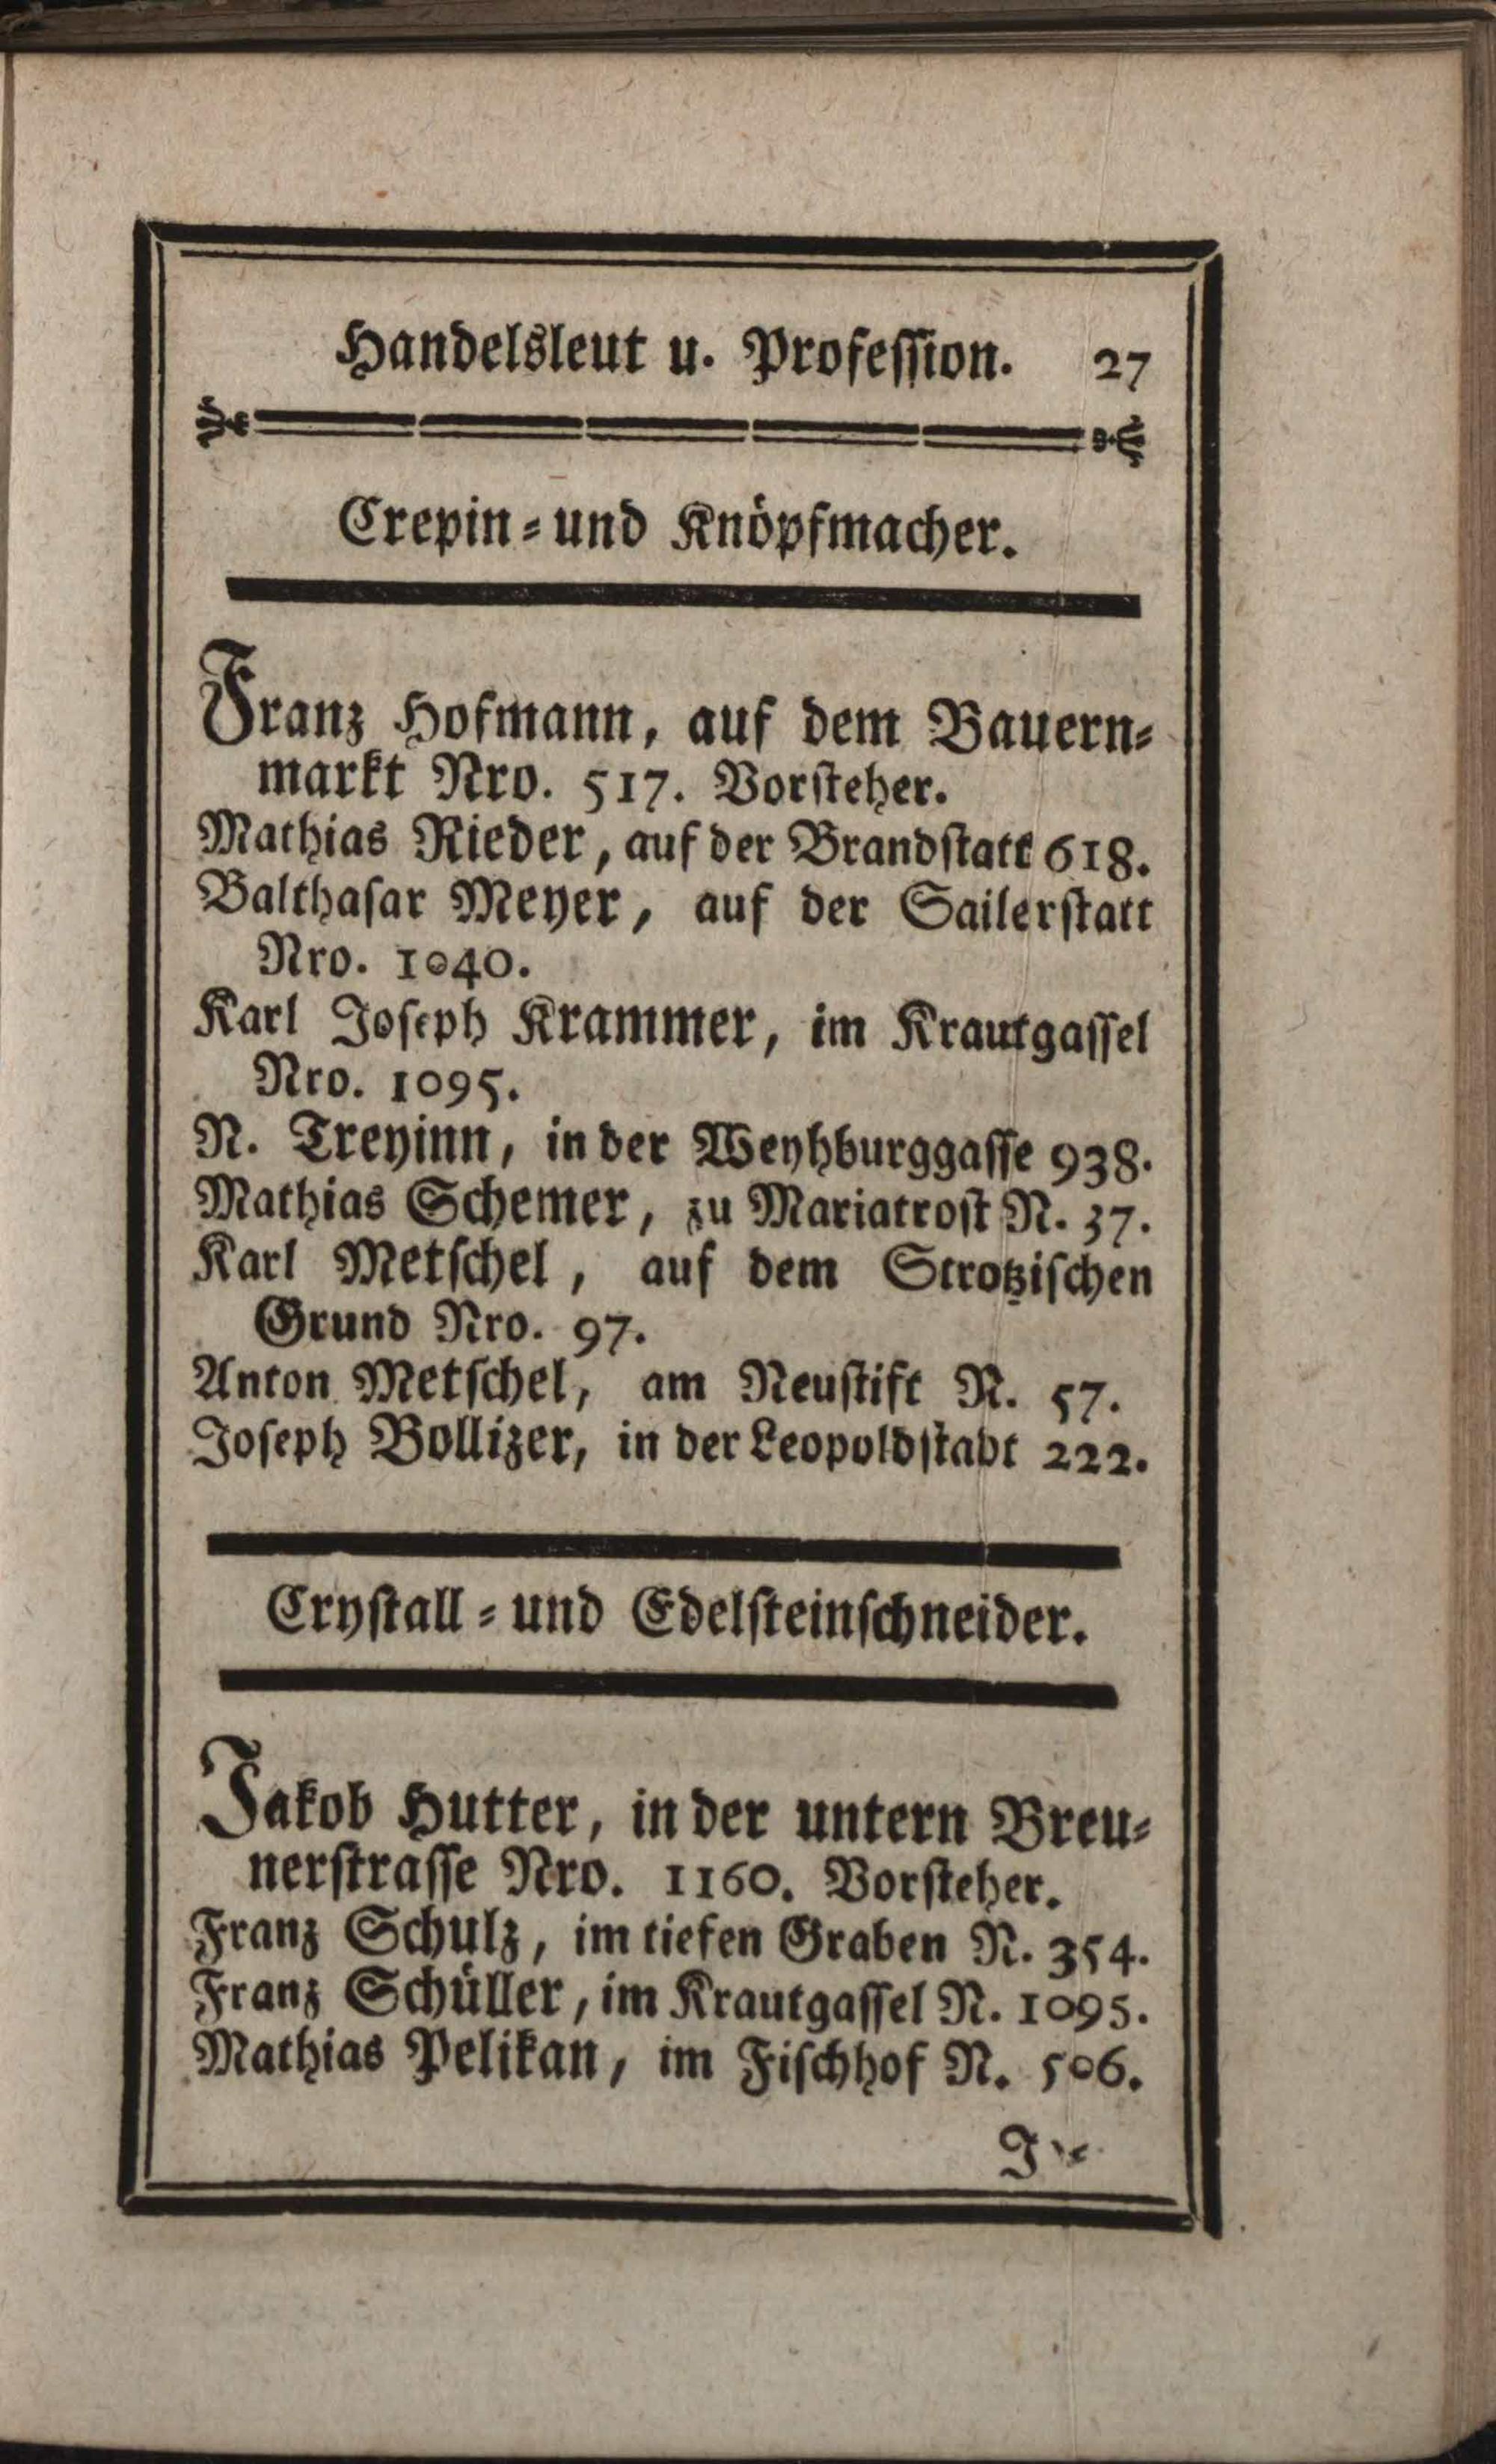 Handelsleut u. Profession. 27
Crepin-und Knöpfmacher.
Franz Hofmann, auf dem Bauern-
markt Nro. 517. Vorsteher.
Mathias Rieder, auf der Brandstatt 618.
Balthasar Meyer, auf der Sailerstatt
Nro. 1040.
Karl Joseph Krammer, im Krautgassel
Nro. 1095.
N. Treyinn, in der Weyhburggasse 938.
Mathias Schemer, zu Mariatrost N. 37.
Karl Metschel, auf dem Strotzischen
Grund Nro. 97.
Anton Metschel, am Neustift N. 57.
Joseph Bollizer, in der Leopoldstadt 222.
Crystall-und Edelsteinschneider.
Jakob Hutter, in der untern Breu-
nerstrasse Nro. 1160. Vorsteher.
Franz Schulz, im tiefen Graben N. 354.
Franz Schüller, im Krautgassel N. 1095.
Mathias Pelikan, im Fischhof N. 506.